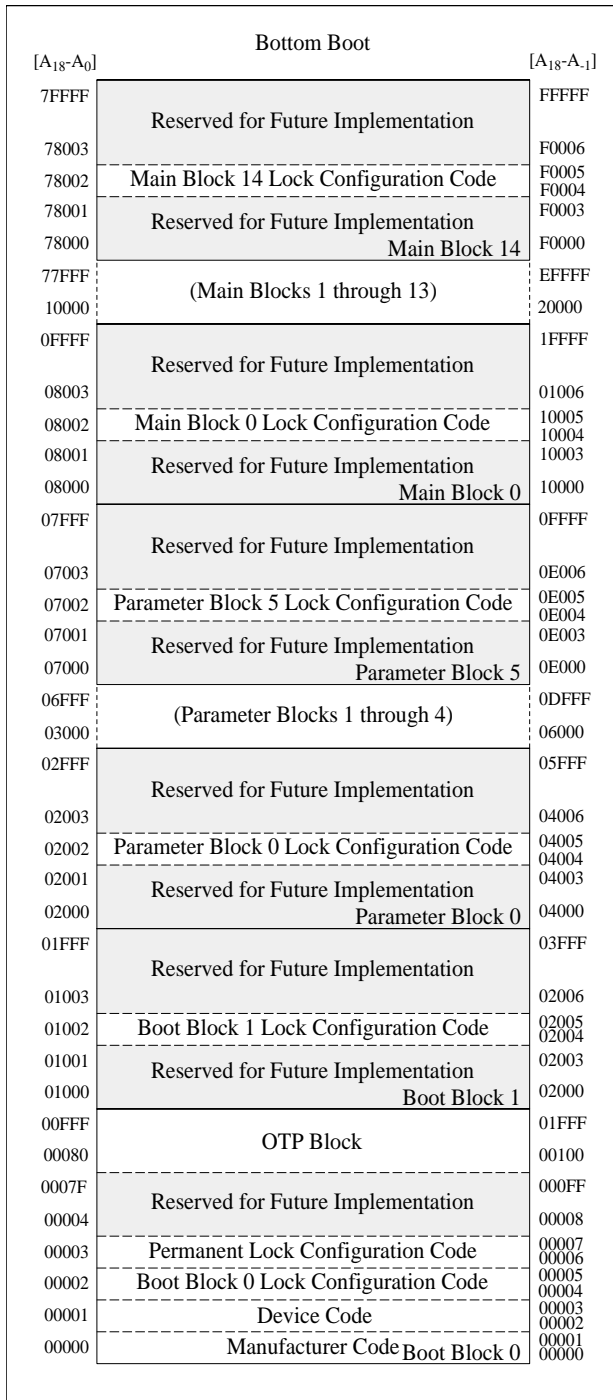 Bottom Boot
[A18-A0] [A18-A-1]
7FFFF FFFFF
Reserved for Future Implementation
78003 F0006
78002 Main Block 14 Lock Configuration Code F0005
F0004
78001 F0003
Reserved for Future Implementation
78000 Main Block 14 F0000
77FFF EFFFF
(Main Blocks 1 through 13)
10000 20000
0FFFF 1FFFF
Reserved for Future Implementation
08003 01006
08002 Main Block 0 Lock Configuration Code 10005
10004
08001 10003
Reserved for Future Implementation
08000 Main Block 0 10000
07FFF 0FFFF
Reserved for Future Implementation
07003 0E006
07002 Parameter Block 5 Lock Configuration Code 0E005
0E004
07001 0E003
Reserved for Future Implementation
07000 Parameter Block 5 0E000
06FFF 0DFFF
(Parameter Blocks 1 through 4)
03000 06000
02FFF 05FFF
Reserved for Future Implementation
02003 04006
02002 Parameter Block 0 Lock Configuration Code 04005
04004
02001 04003
Reserved for Future Implementation
02000 Parameter Block 0 04000
01FFF 03FFF
Reserved for Future Implementation
01003 02006
01002 Boot Block 1 Lock Configuration Code 02005
02004
01001 02003
Reserved for Future Implementation
01000 Boot Block 1 02000
00FFF 01FFF
OTP Block
00080 00100
0007F 000FF
Reserved for Future Implementation
00004 00008
00003 Permanent Lock Configuration Code 00007
00006
00002 Boot Block 0 Lock Configuration Code 00005
00004
00001 Device Code 00003
00002
00000 Manufacturer Code Boot Block 0 00001
00000